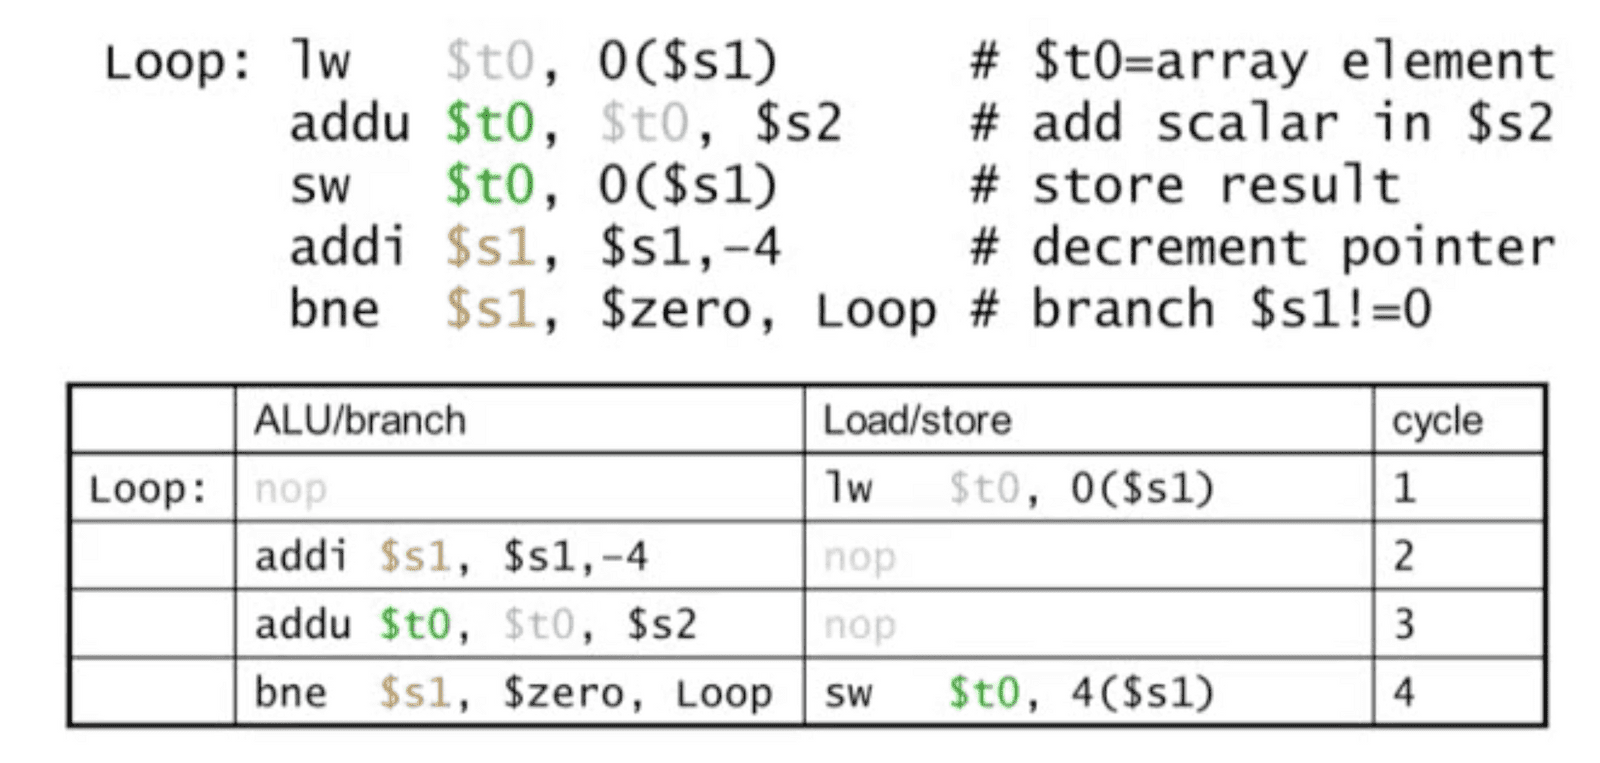 Loop: lw $t0, 0($s1) # $t0=array element
addu $t0, $t0, $s2 # add scalar in $s2
sw $t0, 0($s1) # store result
addi $s1, $s1,-4 # decrement pointer
bne $s1, $zero, Loop # branch $s1!=0
ALU/branch Load/store cycle
Loop: nop lw $t0, 0($s1) 1
addi $s1, $s1,-4 nop 2
addu $t0, $t0, $s2 nop 3
bne $s1, $zero, Loop sw $t0, 4($s1) 4